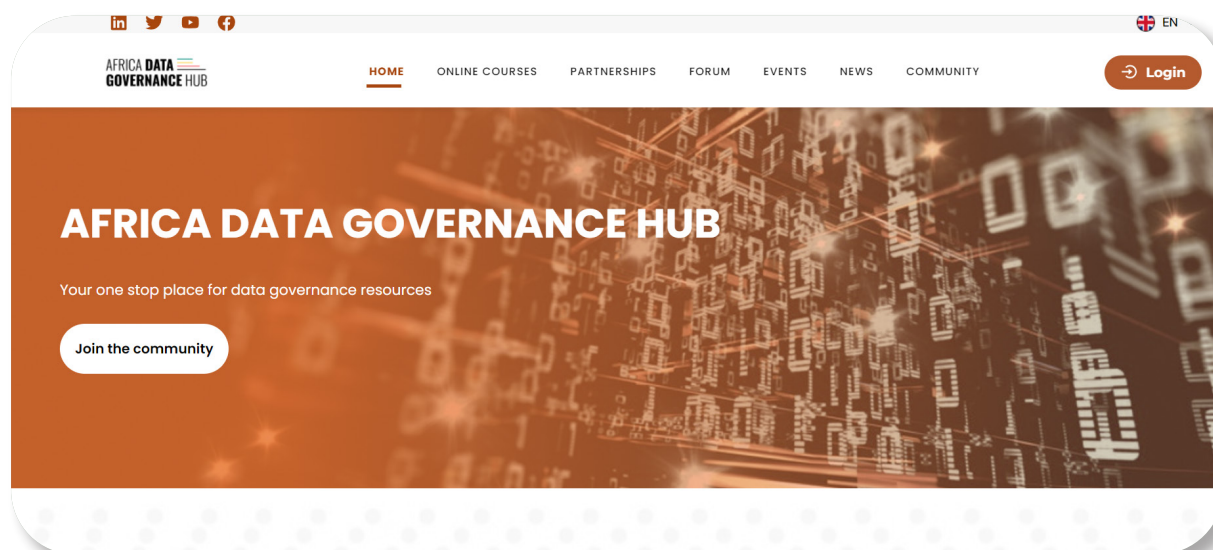 EN
AFRICA DATA
GOVERNANCE HUB
HOME ONLINE COURSES PARTNERSHIPS FORUM EVENTS NEWS COMMUNITY
Login
AFRICA DATA GOVERNANCE HUB
Your one stop place for data governance resources
Join the community